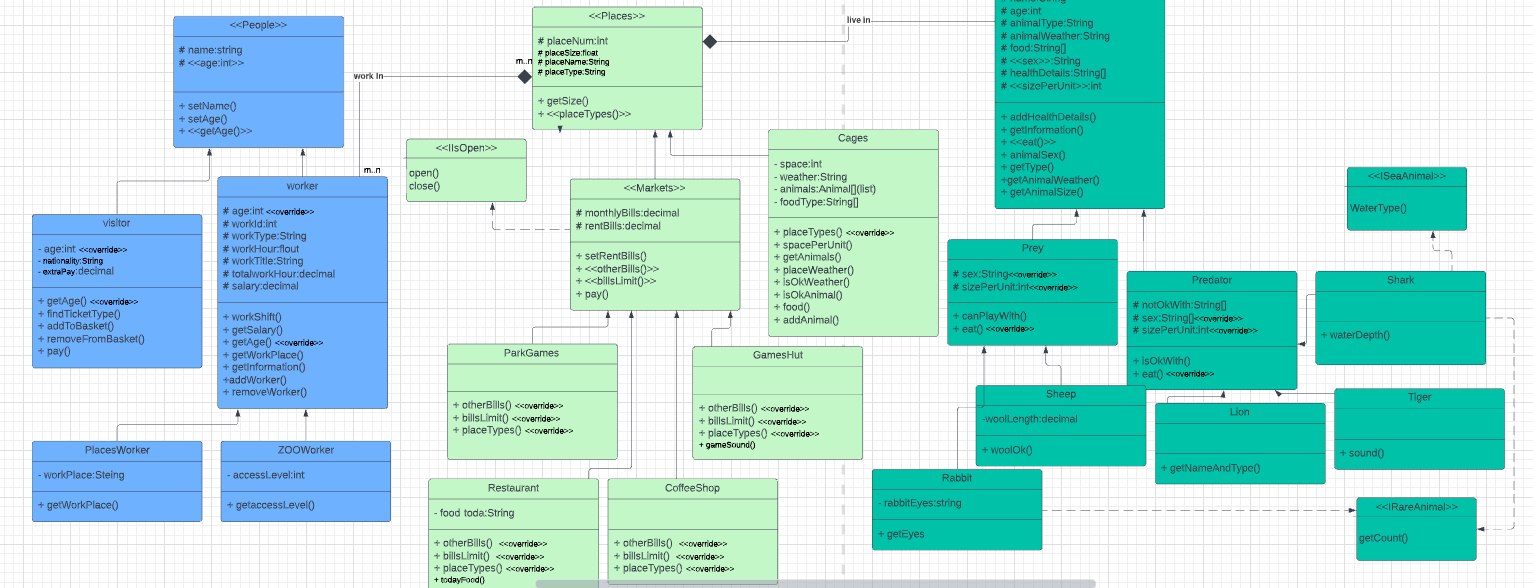 <<People>>
# name:string
# <<age:int>>
+ setName()
+ setAge()
+ <<getAge()>>
<<Places>>
# placeNum:int
# placeSize:float
# placeName:String
# placeType:String
+ getSize()
+ <<placeTypes()>>
m..n
work in
live in
m..n
# age:int
# animalType:String
# animalWeather:String
# food:String[]
# <<sex>>:String
# healthDetails:String[]
# <<sizePerUnit>>:int
+ addHealthDetails()
+ getInformation()
+ <<eat()>>
+ animalSex()
+ getType()
+getAnimalWeather()
+ getAnimalSize()
<<IIsOpen>>
open()
close()
Cages
- space:int
- weather:String
- animals:Animal[](list)
- foodType:String[]
+ placeTypes() <<override>>
+ spacePerUnit()
+ getAnimals()
+ placeWeather()
+ isOkWeather()
+ isOkAnimal()
+ food()
+ addAnimal()
<<ISeaAnimal>>
WaterType()
worker
# age:int <<override>>
# workId:int
# workType:String
# workHour:flout
# workTitle:String
# totalworkHour:decimal
# salary:decimal
+ workShift()
+ getSalary()
+ getAge() <<override>>
+ getWorkPlace()
+ getInformation()
+addWorker()
+ removeWorker()
visitor
- age:int <<override>>
- nationality:String
- extraPay:decimal
+ getAge() <<override>>
+ findTicketType()
+ addToBasket()
+ removeFromBasket()
+ pay()
<<Markets>>
# monthlyBills:decimal
# rentBills:decimal
+ setRentBills()
+ <<otherBills()>>
+ <<billsLimit()>>
+ pay()
Prey
# sex:String<<override>>
# sizePerUnit:int<<override>>
+ canPlayWith()
+ eat() <<override>>
Predator
# notOkWith:String[]
# sex:String[]<<override>>
# sizePerUnit:int<<override>>
+ isOkWith()
+ eat() <<override>>
Shark
+ waterDepth()
ParkGames
+ otherBills() <<override>>
+ billsLimit() <<override>>
+ placeTypes() <<override>>
GamesHut
+ otherBills() <<override>>
+ billsLimit() <<override>>
+ placeTypes() <<override>>
+ gameSound()
Sheep
-woolLength:decimal
+ woolOk()
Lion
+ getNameAndType()
Tiger
+ sound()
PlacesWorker
- workPlace:Steing
+ getWorkPlace()
ZOOWorker
- accessLevel:int
+ getaccessLevel()
Restaurant
- food toda:String
+ otherBills() <<override>>
+ billsLimit() <<override>>
+ placeTypes() <<override>>
+ todayFood()
CoffeeShop
+ otherBills() <<override>>
+ billsLimit() <<override>>
+ placeTypes() <<override>>
Rabbit
- rabbitEyes:string
+ getEyes
<<IRareAnimal>>
getCount()